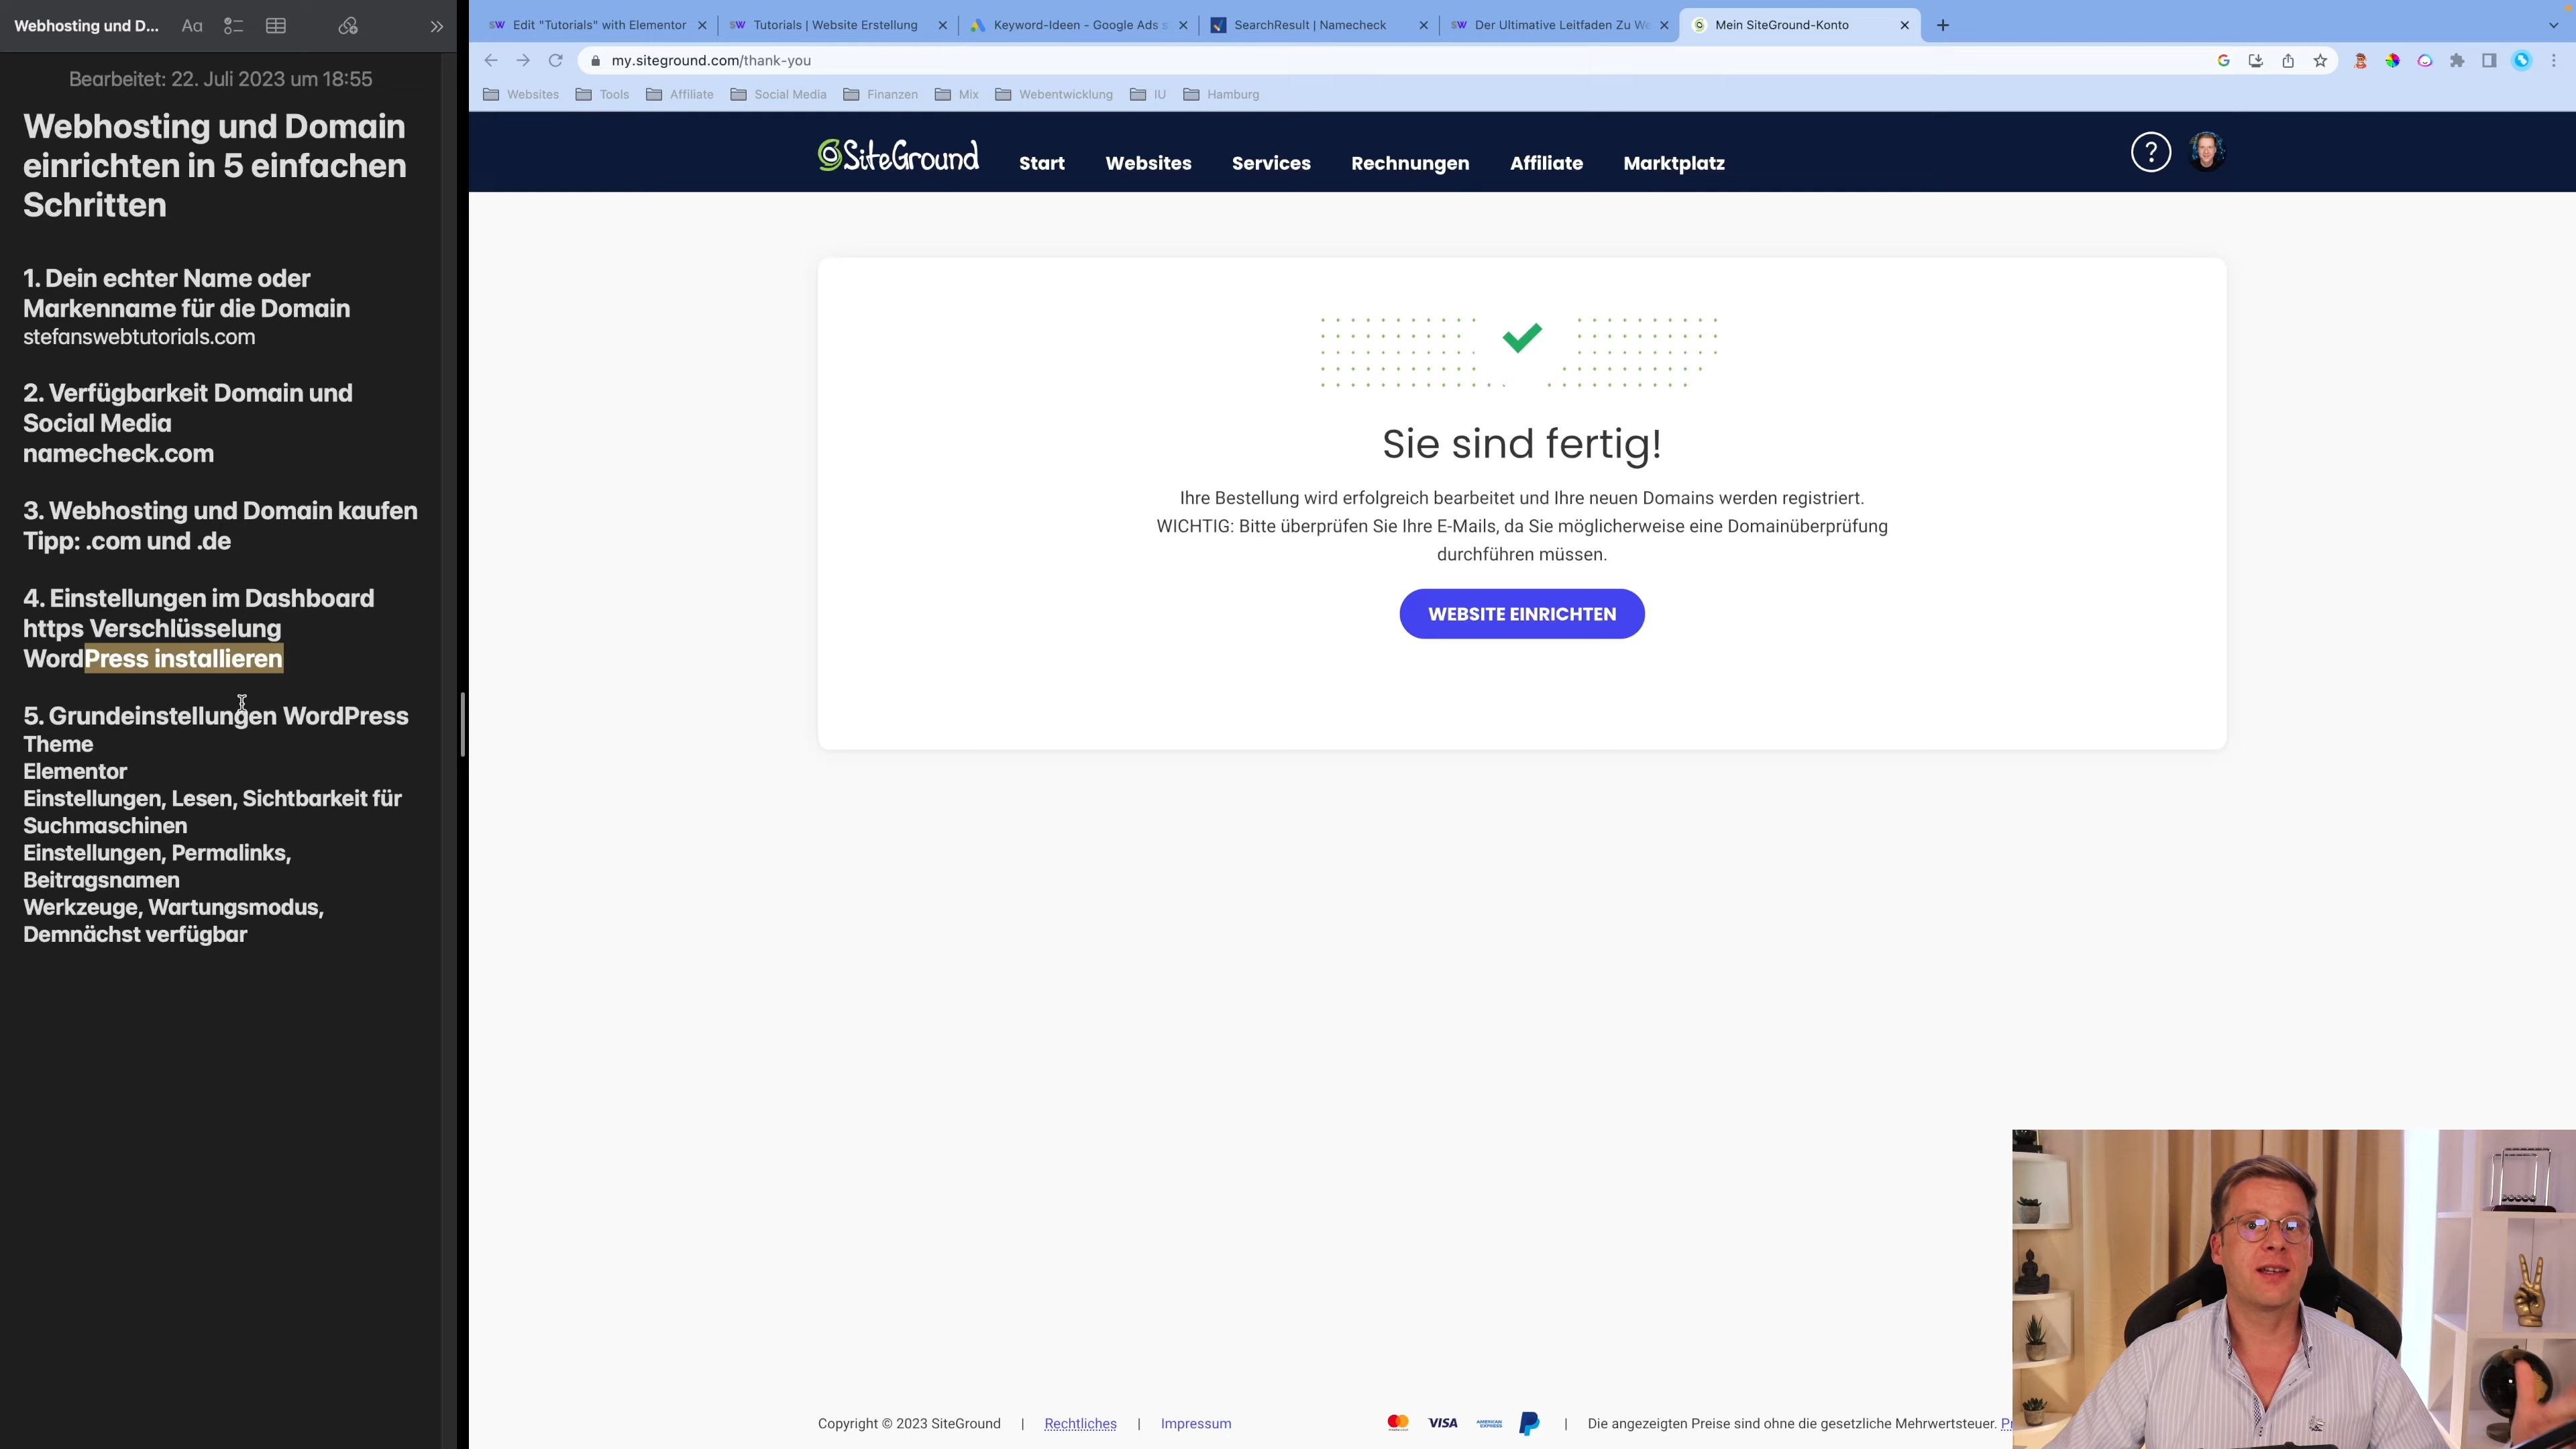 Webhosting und D...
Aa
Bearbeitet: 22. Juli 2023 um 18:55
Webhosting und Domain
einrichten in 5 einfachen
Schritten
1. Dein echter Name oder
Markenname für die Domain
stefanswebtutorials.com
2. Verfügbarkeit Domain und
Social Media
namecheck.com
3. Webhosting und Domain kaufen
Tipp: .com und .de
4. Einstellungen im Dashboard
https Verschlüsselung
WordPress installieren
5. Grundeinstellungen WordPress
Theme
Elementor
Einstellungen, Lesen, Sichtbarkeit für
Suchmaschinen
Einstellungen, Permalinks,
Beitragsnamen
Werkzeuge, Wartungsmodus,
Demnächst verfügbar
SW Edit "Tutorials" with Elementor
SW Tutorials | Website Erstellung
Keyword-Ideen - Google Ads s
SearchResult | Namecheck
SW Der Ultimative Leitfaden Zu We
Mein SiteGround-Konto
my.siteground.com/thank-you
Websites Tools Affiliate Social Media Finanzen Mix Webentwicklung IU Hamburg
SiteGround Start Websites Services Rechnungen Affiliate Marktplatz ?
Sie sind fertig!
Ihre Bestellung wird erfolgreich bearbeitet und Ihre neuen Domains werden registriert.
WICHTIG: Bitte überprüfen Sie Ihre E-Mails, da Sie möglicherweise eine Domainüberprüfung
durchführen müssen.
WEBSITE EINRICHTEN
Copyright © 2023 SiteGround | Rechtliches | Impressum
VISA AMERICAN EXPRESS | Die angezeigten Preise sind ohne die gesetzliche Mehrwertsteuer.